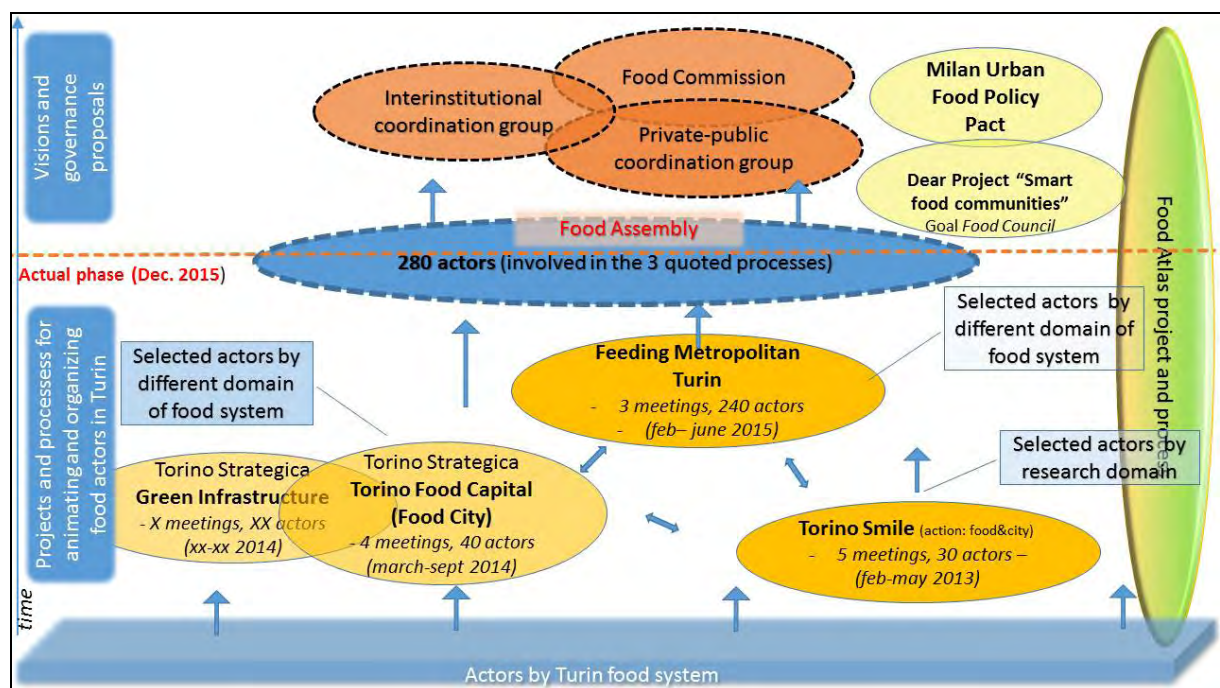 Visions and
governance
proposals
Interinstitutional
coordination group
Food Commission
Private-public
coordination group
Milan Urban
Food Policy
Pact
Dear Project “Smart
food communities”
Goal Food Council
Food Assembly
280 actors (involved in the 3 quoted processes)
Actual phase (Dec. 2015)
Projects and processess for
animating and organizing
food actors in Turin
Selected actors by
different domain
of food system
Feeding Metropolitan
Turin
- 3 meetings, 240 actors
- (feb– june 2015)
Selected actors by
different domain of
food system
Selected actors by
research domain
Torino Strategica
Green Infrastructure
- X meetings, XX actors
(xx-xx 2014)
Torino Strategica
Torino Food Capital
(Food City)
- 4 meetings, 40 actors
(march-sept 2014)
Torino Smile (action: food&city)
- 5 meetings, 30 actors –
(feb-may 2013)
Food Atlas project and process
time
Actors by Turin food system